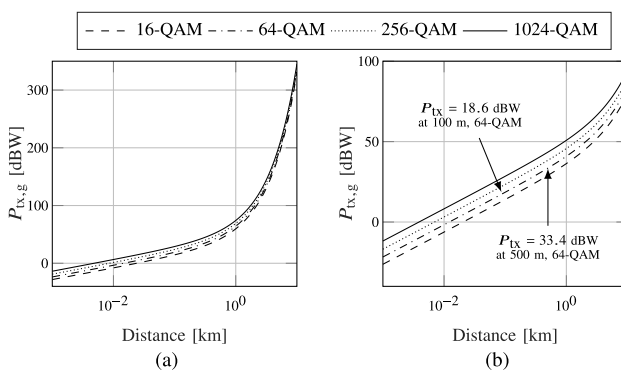 16-QAM 64-QAM 256-QAM 1024-QAM
300
200
100
0
P_tx,g [dBW]
10^-2 10^0
Distance [km]
(a)
100
50
0
P_tx,g [dBW]
P_tx = 18.6 dBW
at 100 m, 64-QAM
P_tx = 33.4 dBW
at 500 m, 64-QAM
10^-2 10^0
Distance [km]
(b)